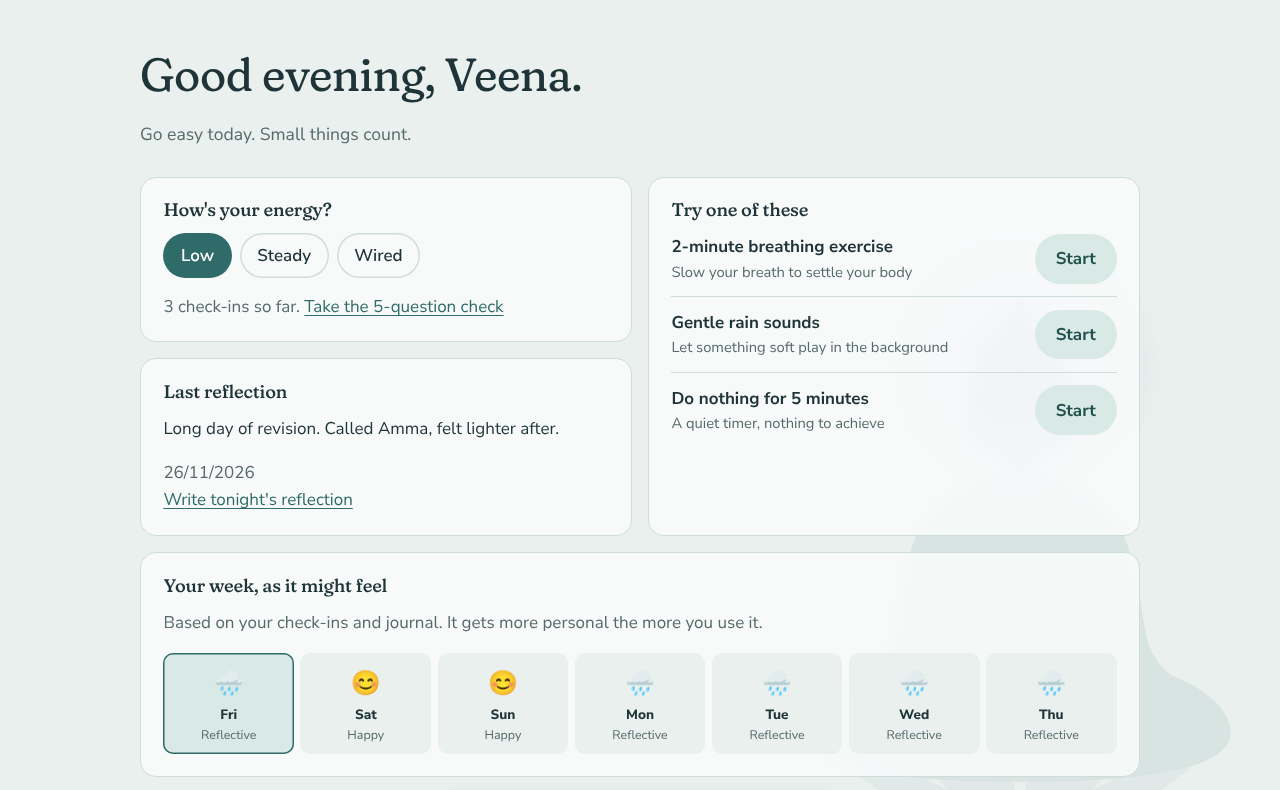 Good evening, Veena.
Go easy today. Small things count.
How's your energy?
Low
Steady
Wired
3 check-ins so far. Take the 5-question check
Last reflection
Long day of revision. Called Amma, felt lighter after.
26/11/2026
Write tonight's reflection
Try one of these
2-minute breathing exercise
Slow your breath to settle your body
Start
Gentle rain sounds
Let something soft play in the background
Start
Do nothing for 5 minutes
A quiet timer, nothing to achieve
Start
Your week, as it might feel
Based on your check-ins and journal. It gets more personal the more you use it.
Fri
Reflective
Sat
Happy
Sun
Happy
Mon
Reflective
Tue
Reflective
Wed
Reflective
Thu
Reflective